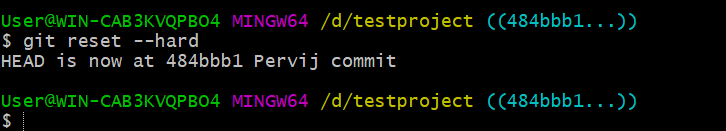 User@WIN-CAB3KVQPBO4 MINGW64 /d/testproject ((484bbb1...))
$ git reset --hard
HEAD is now at 484bbb1 Pervij commit
User@WIN-CAB3KVQPBO4 MINGW64 /d/testproject ((484bbb1...))
$